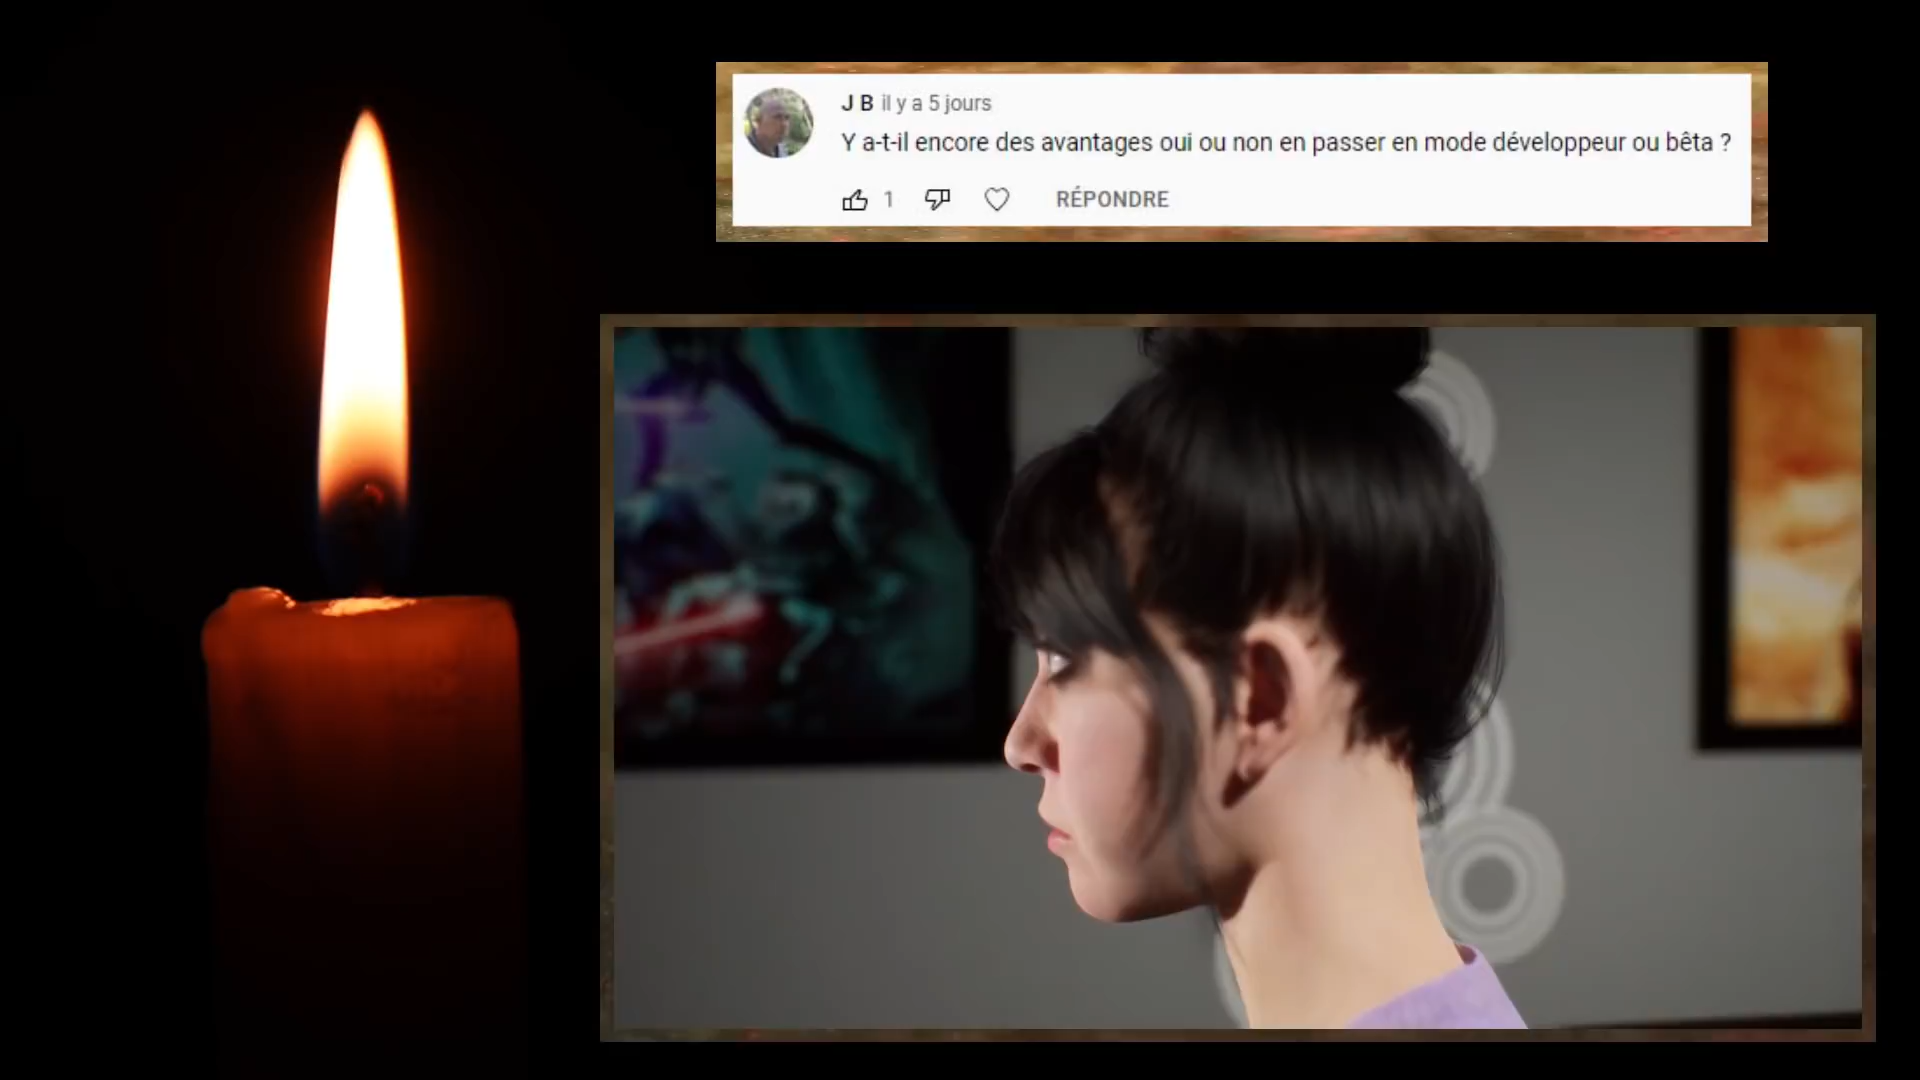 J B il y a 5 jours
Y a-t-il encore des avantages oui ou non en passer en mode développeur ou bêta ?
1
RÉPONDRE